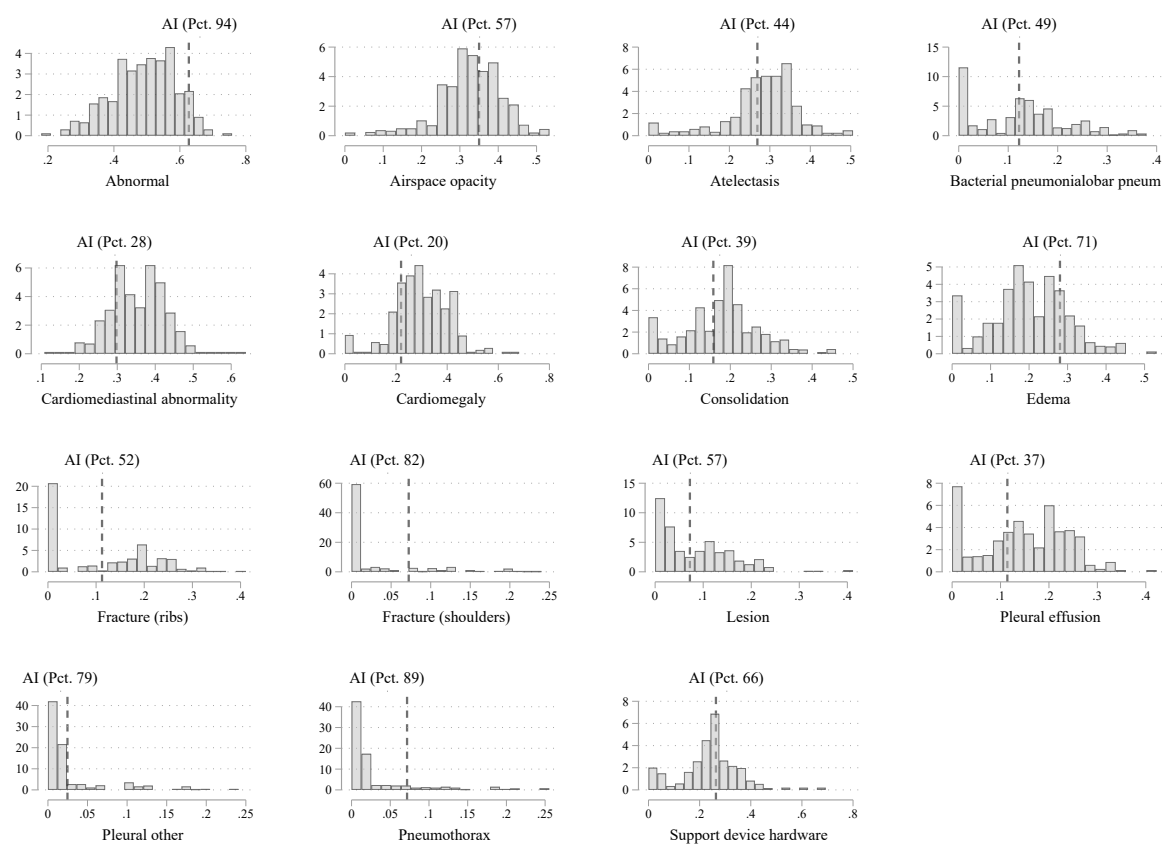 AI (Pct. 94)
4
3
2
1
0
.2 .4 .6 .8
Abnormal
AI (Pct. 57)
6
4
2
0
0 .1 .2 .3 .4 .5
Airspace opacity
AI (Pct. 44)
8
6
4
2
0
0 .1 .2 .3 .4 .5
Atelectasis
AI (Pct. 49)
15
10
5
0
0 .1 .2 .3 .4
Bacterial pneumonialobar pneum
AI (Pct. 28)
6
4
2
0
.1 .2 .3 .4 .5 .6
Cardiomediastinal abnormality
AI (Pct. 20)
4
3
2
1
0
0 .2 .4 .6 .8
Cardiomegaly
AI (Pct. 39)
8
6
4
2
0
0 .1 .2 .3 .4 .5
Consolidation
AI (Pct. 71)
5
4
3
2
1
0
0 .1 .2 .3 .4 .5
Edema
AI (Pct. 52)
20
15
10
5
0
0 .1 .2 .3 .4
Fracture (ribs)
AI (Pct. 82)
60
40
20
0
0 .05 .1 .15 .2 .25
Fracture (shoulders)
AI (Pct. 57)
15
10
5
0
0 .1 .2 .3 .4
Lesion
AI (Pct. 37)
8
6
4
2
0
0 .1 .2 .3 .4
Pleural effusion
AI (Pct. 79)
40
30
20
10
0
0 .05 .1 .15 .2 .25
Pleural other
AI (Pct. 89)
40
30
20
10
0
0 .05 .1 .15 .2 .25
Pneumothorax
AI (Pct. 66)
8
6
4
2
0
0 .2 .4 .6 .8
Support device hardware